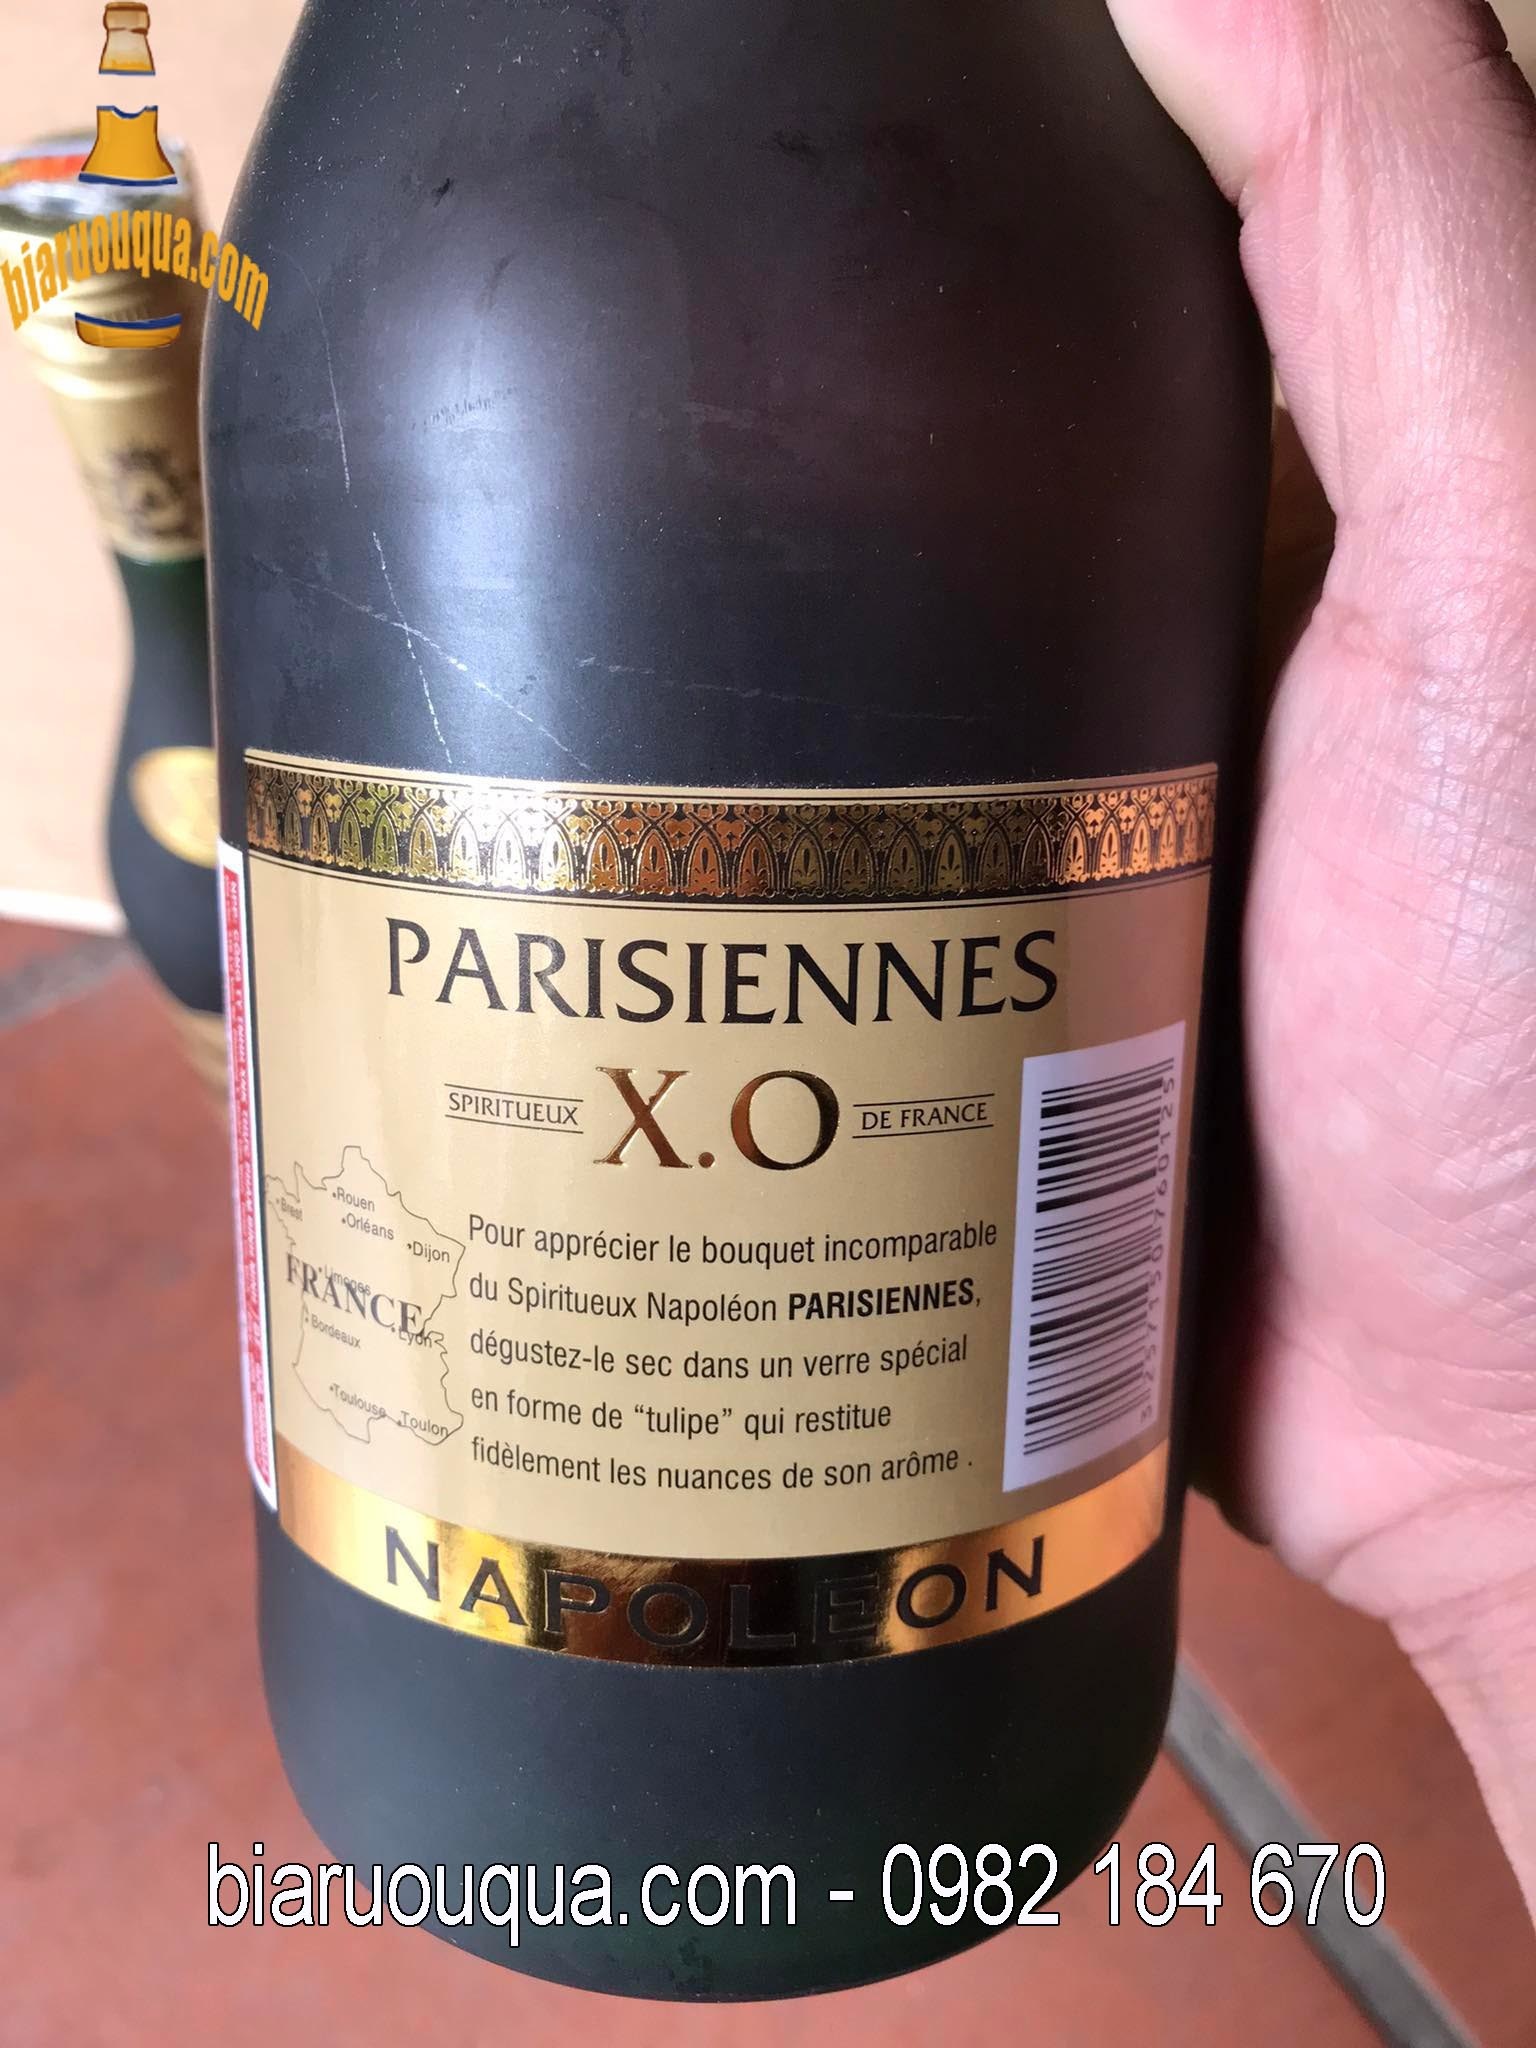 biaruouqua.com
PARISIENNES
SPIRITUEUX X.O DE FRANCE
Brest
Rouen
Orléans
Dijon
Limoges
FRANCE
Lyon
Bordeaux
Toulouse
Toulon
Pour apprécier le bouquet incomparable
du Spiritueux Napoléon PARISIENNES,
dégustez-le sec dans un verre spécial
en forme de “tulipe” qui restitue
fidèlement les nuances de son arôme .
3257150760125
NAPOLEON
biaruouqua.com - 0982 184 670